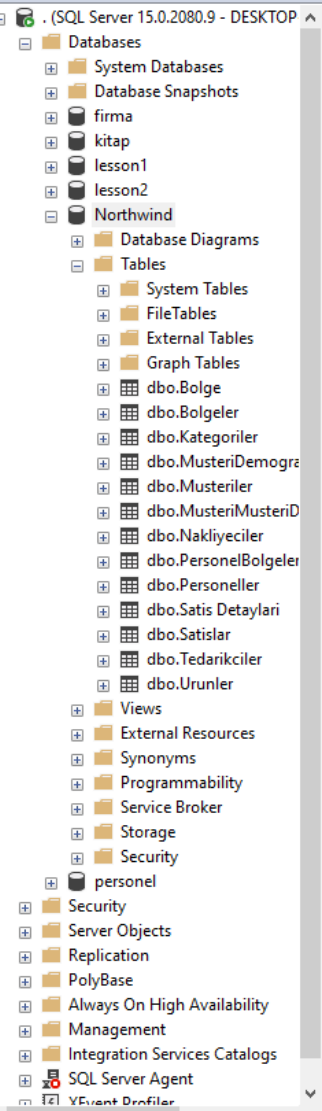 . (SQL Server 15.0.2080.9 - DESKTOP
Databases
System Databases
Database Snapshots
firma
kitap
lesson1
lesson2
Northwind
Database Diagrams
Tables
System Tables
FileTables
External Tables
Graph Tables
dbo.Bolge
dbo.Bolgeler
dbo.Kategoriler
dbo.MusteriDemogra
dbo.Musteriler
dbo.MusteriMusteriD
dbo.Nakliyeciler
dbo.PersonelBolgeler
dbo.Personeller
dbo.Satis Detaylari
dbo.Satislar
dbo.Tedarikciler
dbo.Urunler
Views
External Resources
Synonyms
Programmability
Service Broker
Storage
Security
personel
Security
Server Objects
Replication
PolyBase
Always On High Availability
Management
Integration Services Catalogs
SQL Server Agent
XEvent Profiler